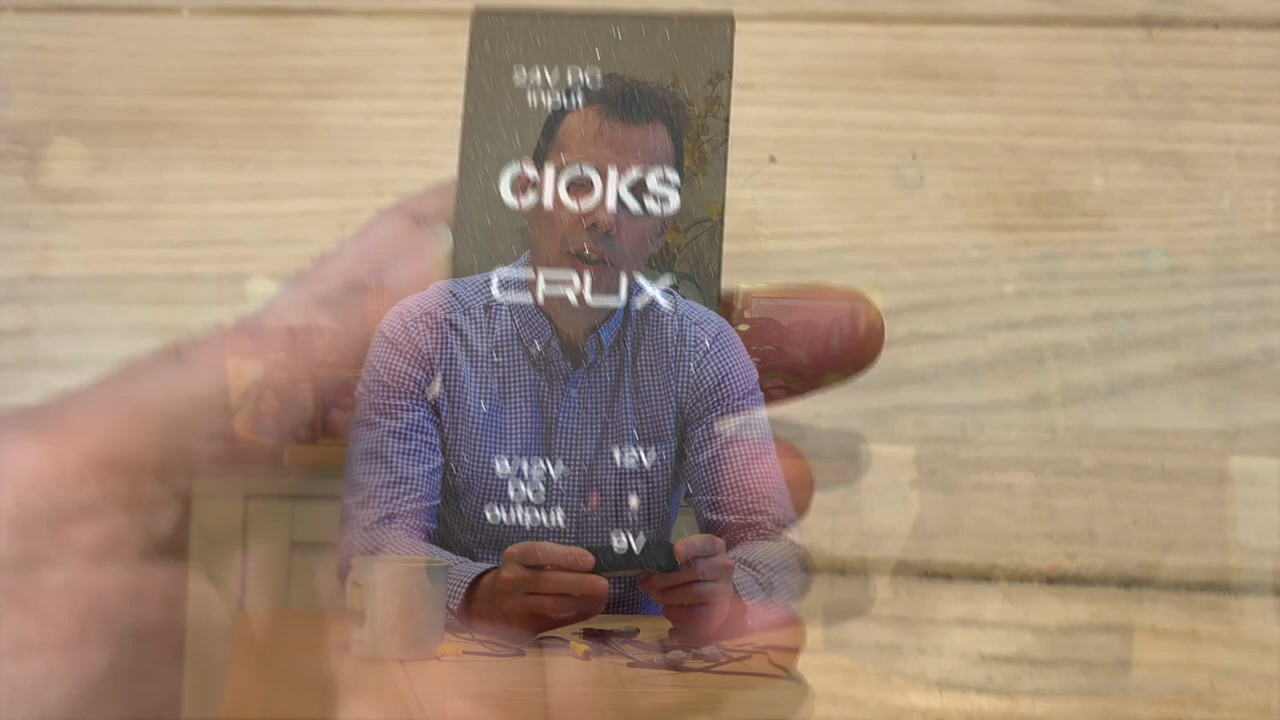 24V DC
input
CIOKS
CRUX
9/12V
DC
output
12V
9V